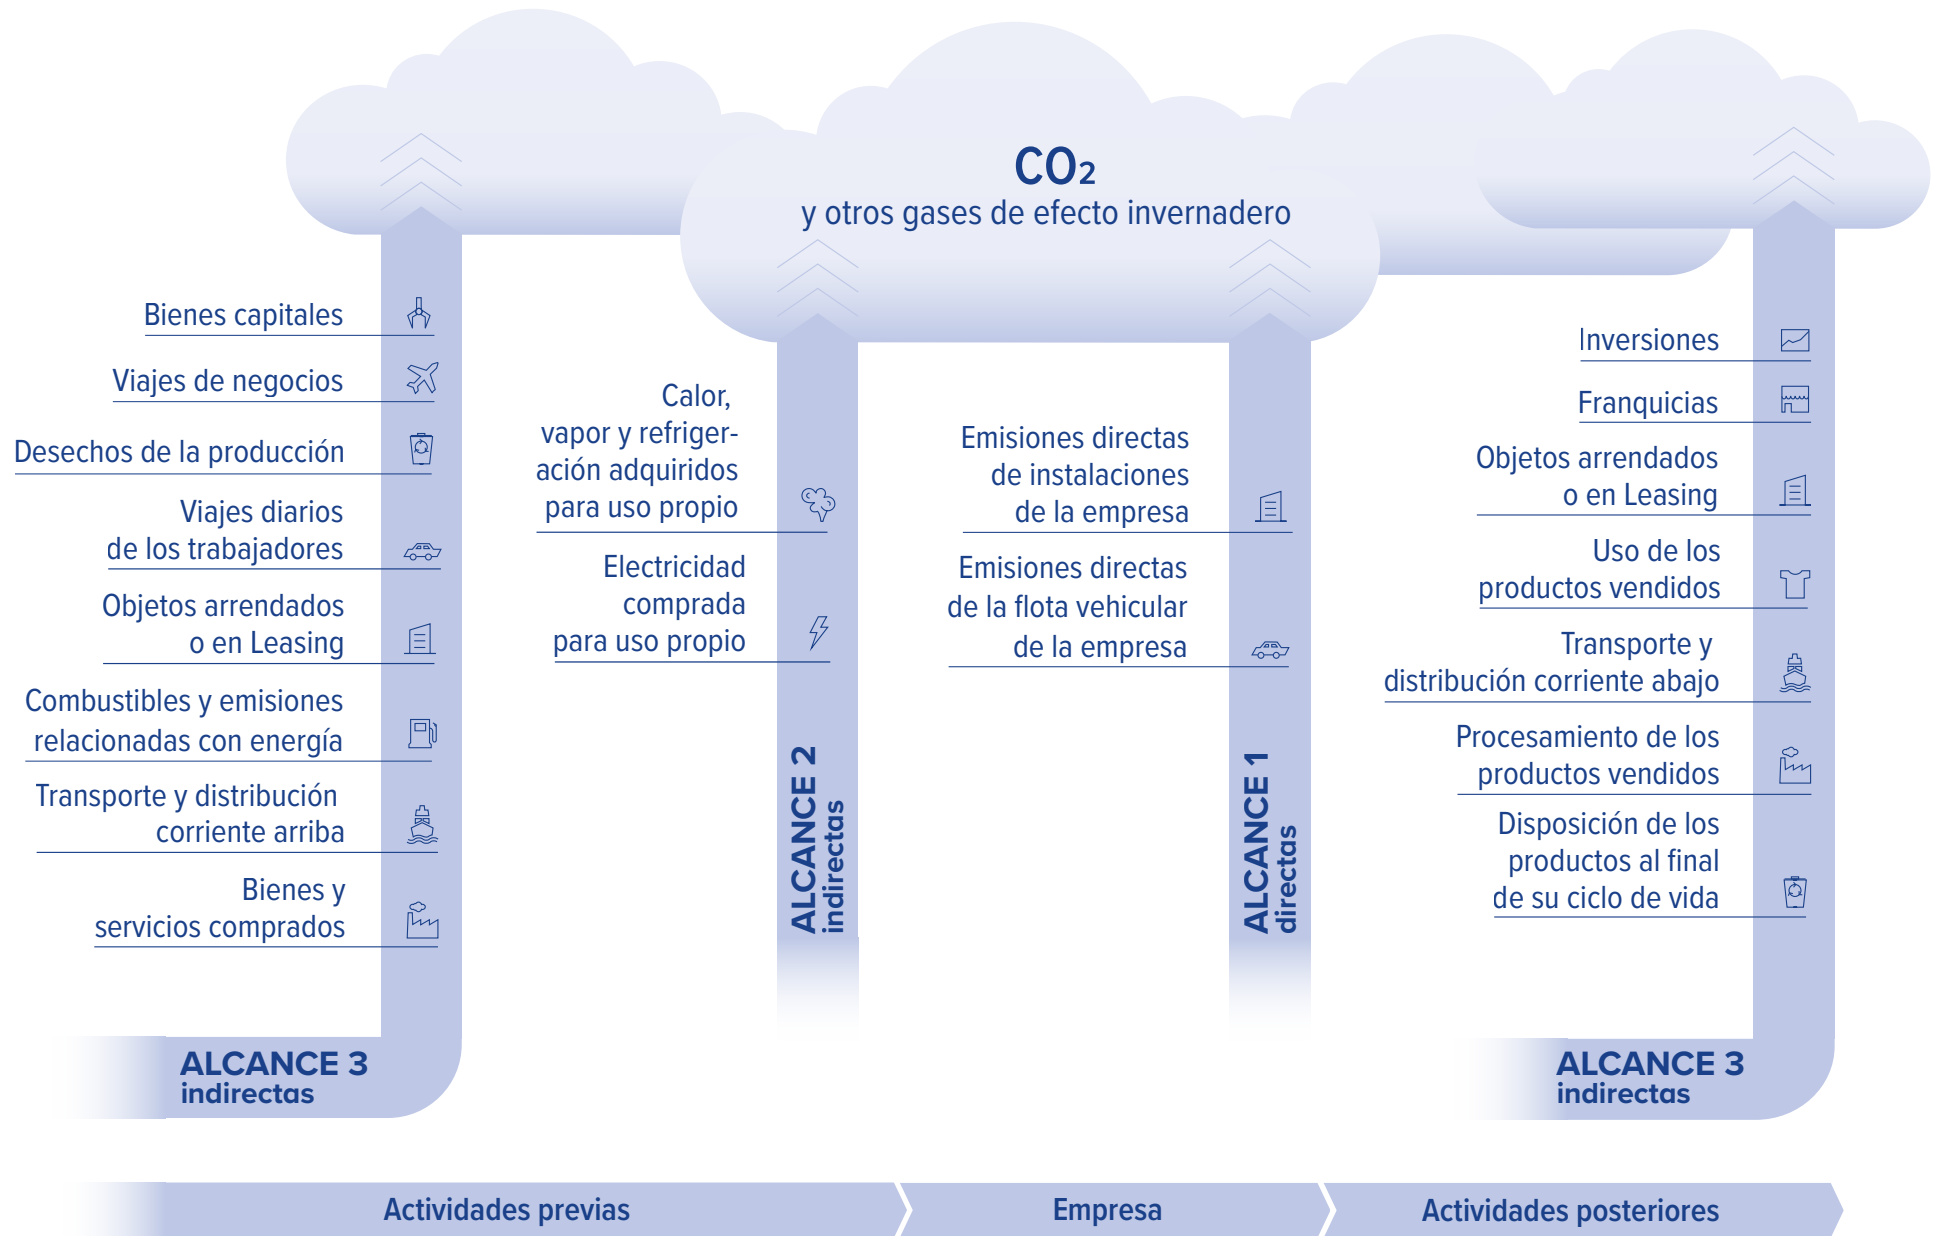 CO₂
y otros gases de efecto invernadero
Bienes capitales
Viajes de negocios
Desechos de la producción
Viajes diarios
de los trabajadores
Objetos arrendados
o en Leasing
Combustibles y emisiones
relacionadas con energía
Transporte y distribución
corriente arriba
Bienes y
servicios comprados
ALCANCE 3
indirectas
Calor,
vapor y refriger-
ación adquiridos
para uso propio
Electricidad
comprada
para uso propio
ALCANCE 2
indirectas
Emisiones directas
de instalaciones
de la empresa
Emisiones directas
de la flota vehicular
de la empresa
ALCANCE 1
directas
Inversiones
Franquicias
Objetos arrendados
o en Leasing
Uso de los
productos vendidos
Transporte y
distribución corriente abajo
Procesamiento de los
productos vendidos
Disposición de los
productos al final
de su ciclo de vida
ALCANCE 3
indirectas
Actividades previas
Empresa
Actividades posteriores